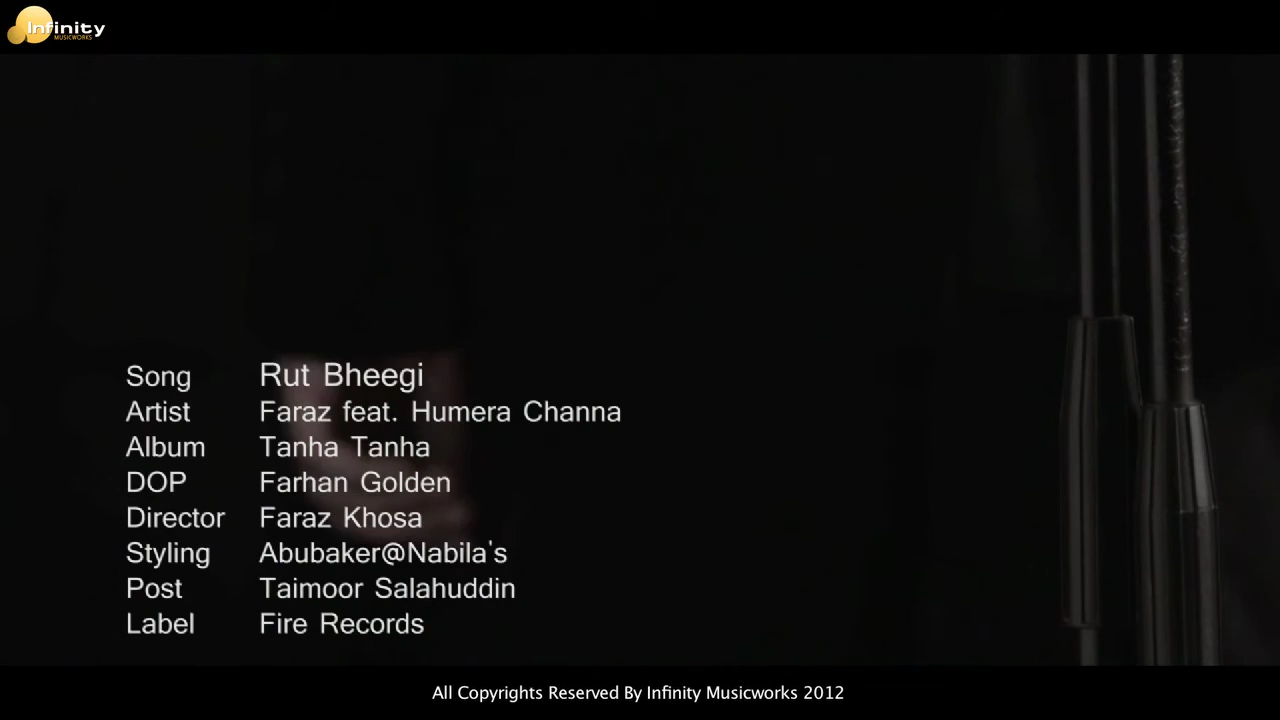 Infinity
MUSICWORKS
Song Rut Bheegi
Artist Faraz feat. Humera Channa
Album Tanha Tanha
DOP Farhan Golden
Director Faraz Khosa
Styling Abubaker@Nabila's
Post Taimoor Salahuddin
Label Fire Records
All Copyrights Reserved By Infinity Musicworks 2012